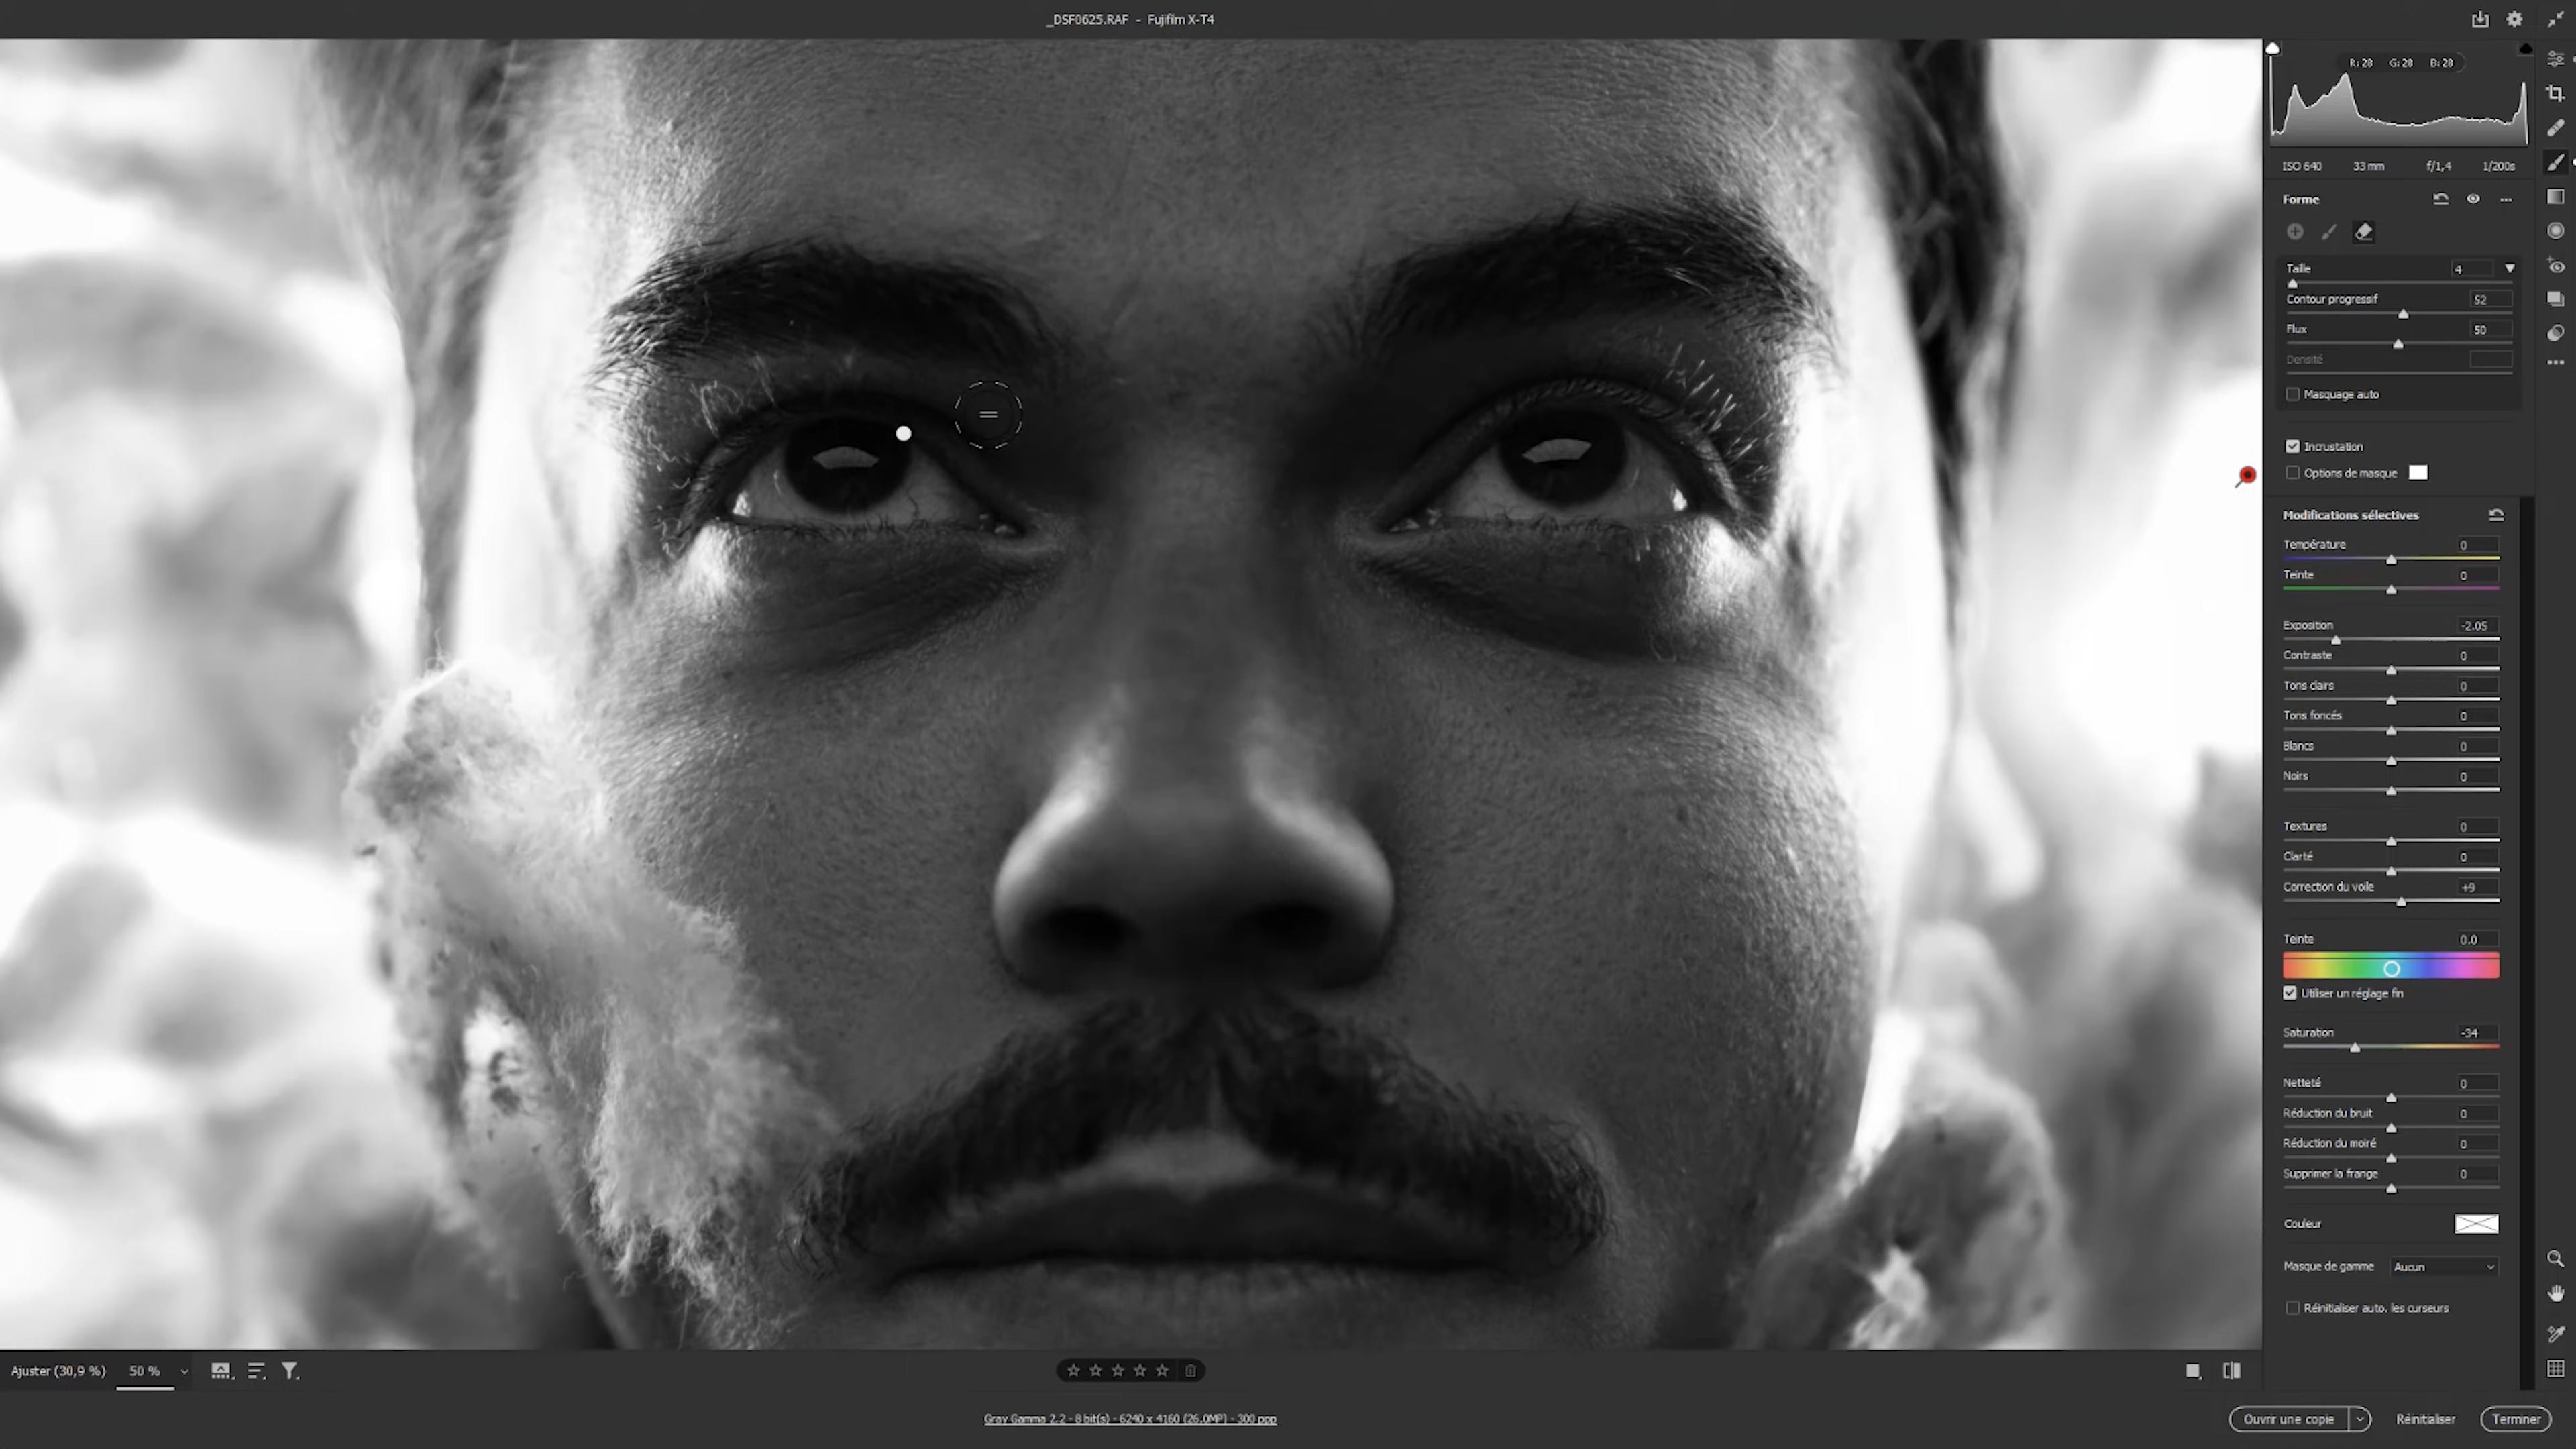 _DSF0625.RAF - Fujifilm X-T4
R: 28 G: 28 B: 28
ISO 640 33 mm f/1,4 1/200s
Forme
Taille 4
Contour progressif 52
Flux 50
Densité
Masquage auto
Incrustation
Options de masque
Modifications sélectives
Température 0
Teinte 0
Exposition -2.05
Contraste 0
Tons clairs 0
Tons foncés 0
Blancs 0
Noirs 0
Textures 0
Clarté 0
Correction du voile +9
Teinte 0.0
Utiliser un réglage fin
Saturation -34
Netteté 0
Réduction du bruit 0
Réduction du moiré 0
Supprimer la frange 0
Couleur
Masque de gamme Aucun
Réinitialiser auto. les curseurs
Ajuster (30,9 %) 50 %
Gray Gamma 2.2 - 8 bit(s) - 6240 x 4160 (26.0MP) - 300 ppp
Ouvrir une copie Réinitialiser Terminer